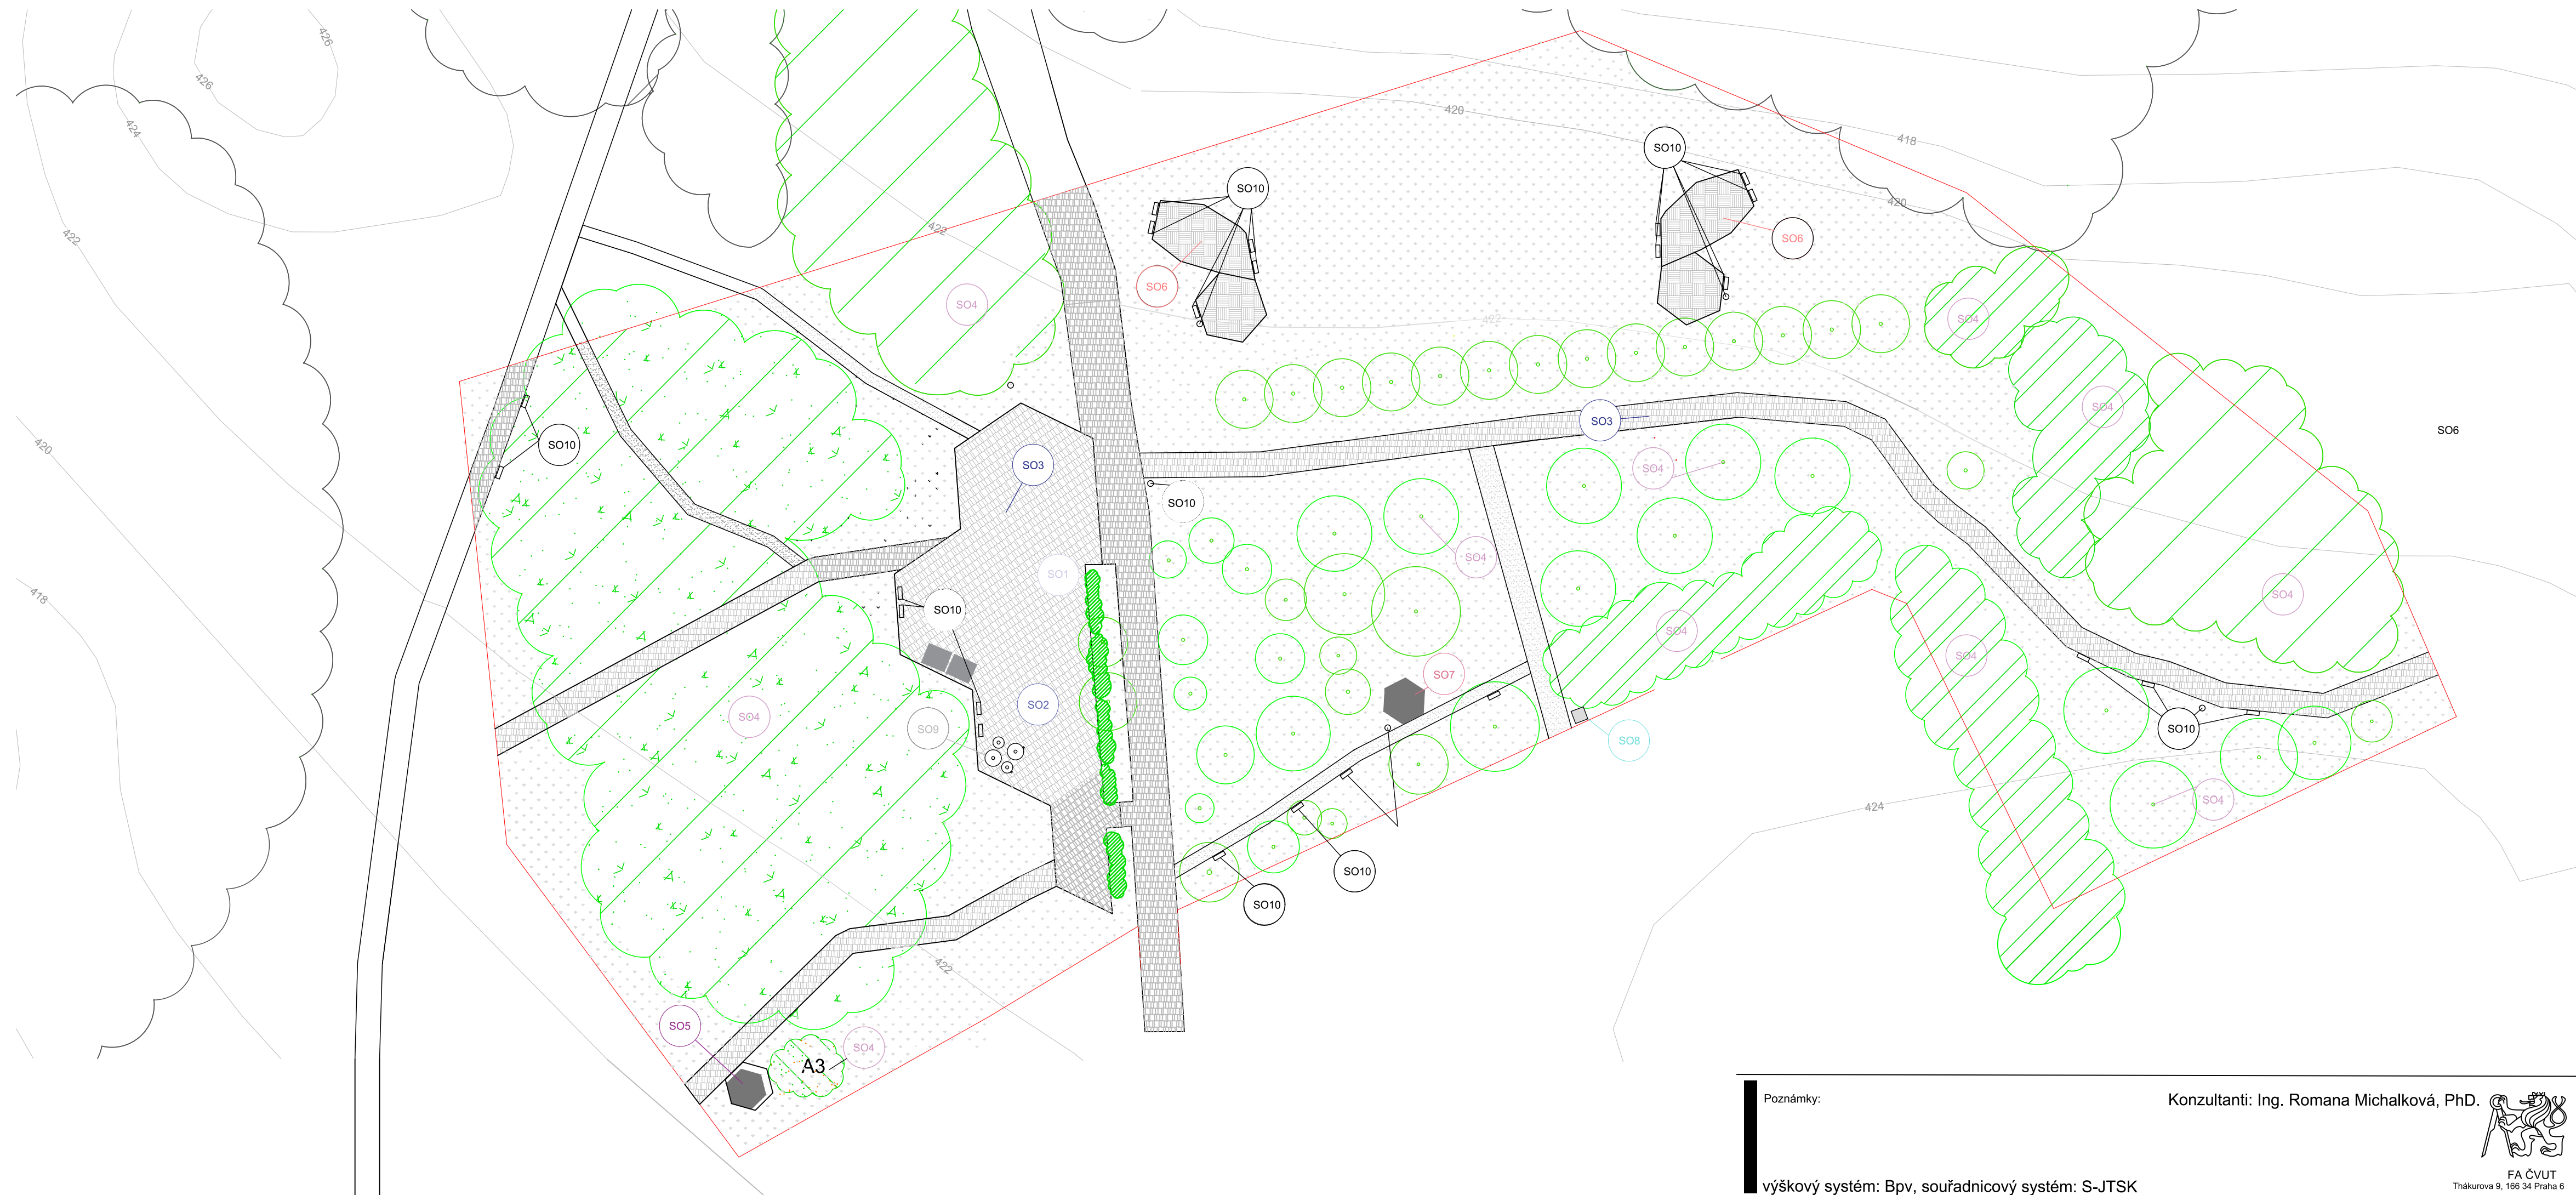 426
426
424
422
420
418
422
420
418
420
422
SO10
SO10
SO6
SO6
SO4
SO4
SO4
SO3
SO6
SO10
SO3
SO4
SO10
SO4
SO1
SO4
SO10
SO4
SO4
SO7
SO2
SO4
SO9
SO8
SO10
SO4
424
SO10
SO10
422
SO5
SO4
A3
Poznámky:
Konzultanti: Ing. Romana Michalková, PhD.
FA ČVUT
Thákurova 9, 166 34 Praha 6
výškový systém: Bpv, souřadnicový systém: S-JTSK